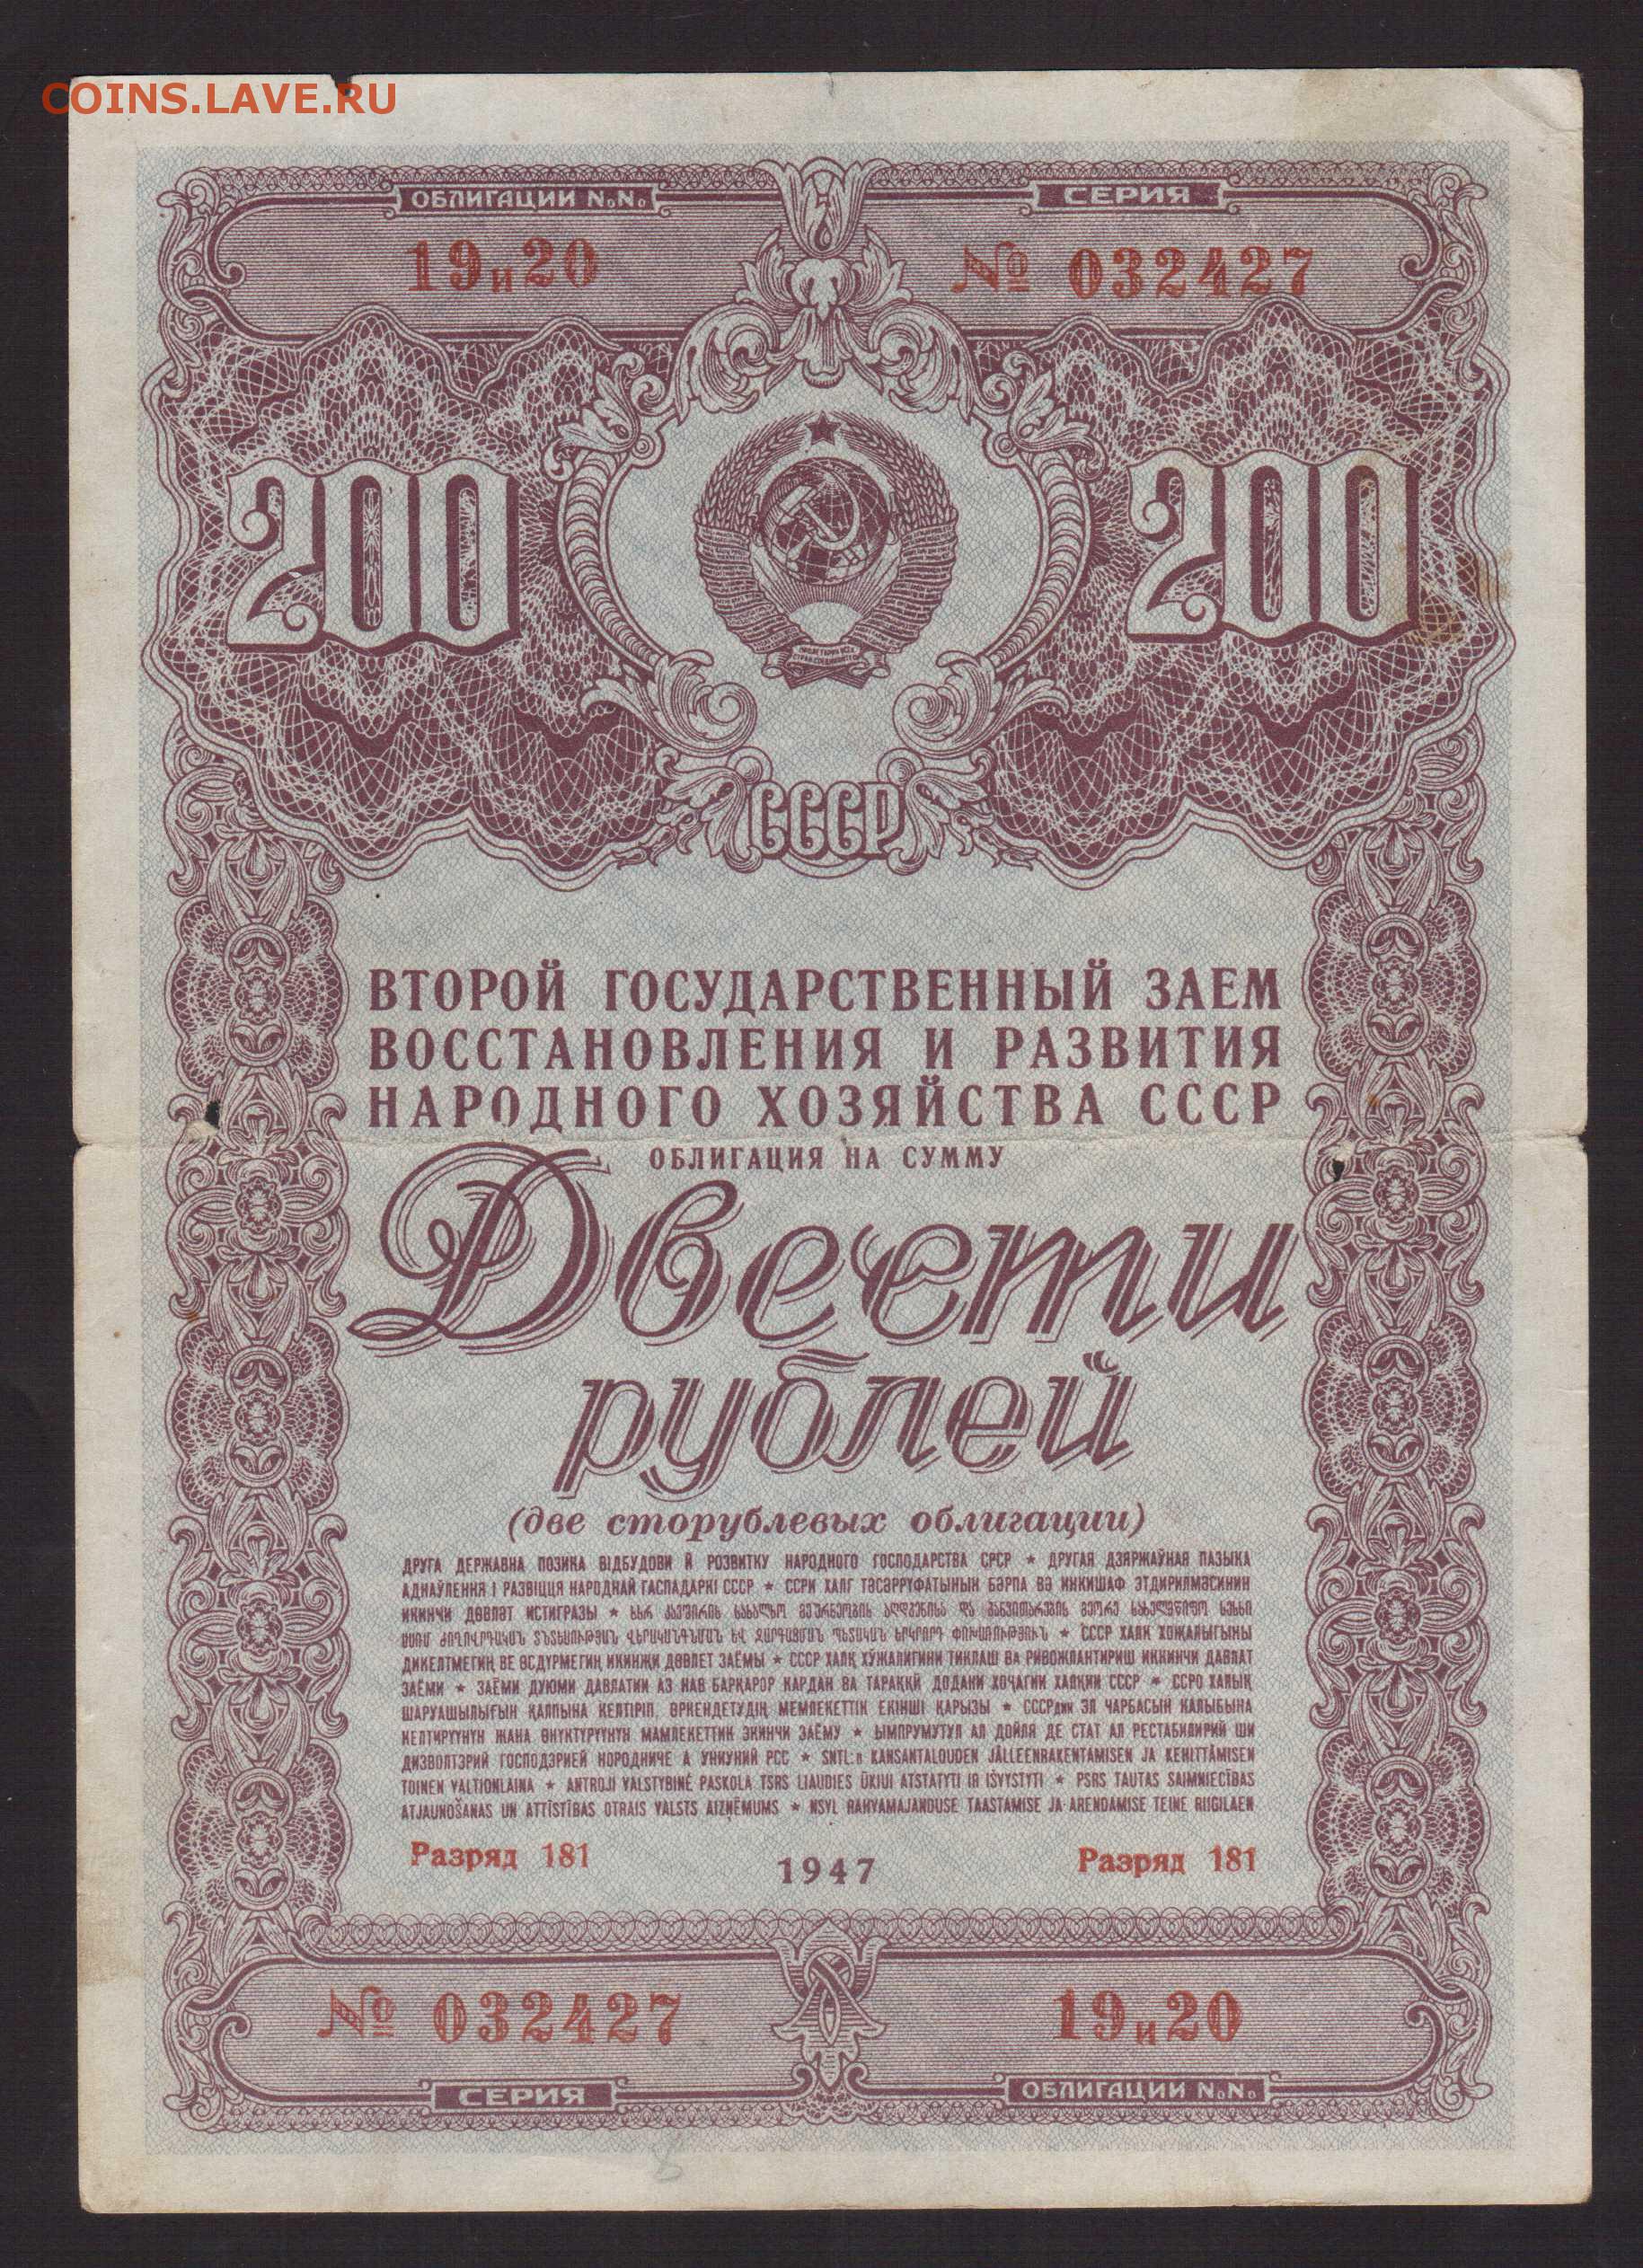 COINS.LAVE.RU
ОБЛИГАЦИИ №№ СЕРИЯ
19 и 20 № 032427
200 200
СССР
ВТОРОЙ ГОСУДАРСТВЕННЫЙ ЗАЕМ
ВОССТАНОВЛЕНИЯ И РАЗВИТИЯ
НАРОДНОГО ХОЗЯЙСТВА СССР
ОБЛИГАЦИЯ НА СУММУ
Двести
рублей
(две сторублевых облигации)
ДРУГА ДЕРЖАВНА ПОЗИКА ВІДБУДОВИ Й РОЗВИТКУ НАРОДНОГО ГОСПОДАРСТВА СРСР ★ ДРУГАЯ ДЗЯРЖАЎНАЯ ПАЗЫКА
АДНАЎЛЕННЯ І РАЗВІЦЦЯ НАРОДНАЙ ГАСПАДАРКІ СССР ★ ССРИ ХАЛГ ТӘСӘРРҮФАТЫНЫН БӘРПА ВӘ ИНКИШАФ ЭТДИРИЛМӘСИНИН
ИКИНЧИ ДӨВЛӘТ ИСТИГРАЗЫ ★
★ СССР ХАЛК ХОЖАЛЫГЫНЫ
ДИКЕЛТМЕГИҢ ВЕ ӨСДҮРМЕГИҢ ИКИНЖИ ДӨВЛЕТ ЗАЁМЫ ★ СССР ХАЛҚ ХЎЖАЛИГИНИ ТИКЛАШ ВА РИВОЖЛАНТИРИШ ИККИНЧИ ДАВЛАТ
ЗАЁМИ ★ ЗАЁМИ ДУЮМИ ДАВЛАТИИ АЗ НАВ БАРҚАРОР КАРДАН ВА ТАРАҚҚӢ ДОДАНИ ХОҶАГИИ ХАЛҚИИ СССР ★ ССРО ХАЛЫҚ
ШАРУАШЫЛЫҒЫН ҚАЛПЫНА КЕЛТІРІП, ӨРКЕНДЕТУДІҢ МЕМЛЕКЕТТІК ЕКІНШІ ҚАРЫЗЫ ★ СССРдин ЭЛ ЧАРБАСЫН КАЛЫБЫНА
КЕЛТИРҮҮНҮН ЖАНА ӨНҮКТҮРҮҮНҮН МАМЛЕКЕТТИК ЭКИНЧИ ЗАЁМУ ★ ЫМПРУМУТУЛ АЛ ДОЙЛЯ ДЕ СТАТ АЛ РЕСТАБИЛИРИЙ ШИ
ДИЗВОЛТЭРИЙ ГОСПОДЭРИЕЙ НОРОДНИЧЕ А УНИУНИЙ РСС ★ SNTL:n KANSANTALOUDEN JÄLLEENRAKENTAMISEN JA KEHITTÄMISEN
TOINEN VALTIONLAINA ★ ANTROJI VALSTYBINĖ PASKOLA TSRS LIAUDIES ŪKIUI ATSTATYTI IR IŠVYSTYTI ★ PSRS TAUTAS SAIMNIECĪBAS
ATJAUNOŠANAS UN ATTĪSTĪBAS OTRAIS VALSTS AIZŅĒMUMS ★ NSVL RAHVAMAJANDUSE TAASTAMISE JA ARENDAMISE TEINE RIIGILAEN
Разряд 181 1947 Разряд 181
№ 032427 19 и 20
СЕРИЯ ОБЛИГАЦИИ №№
8